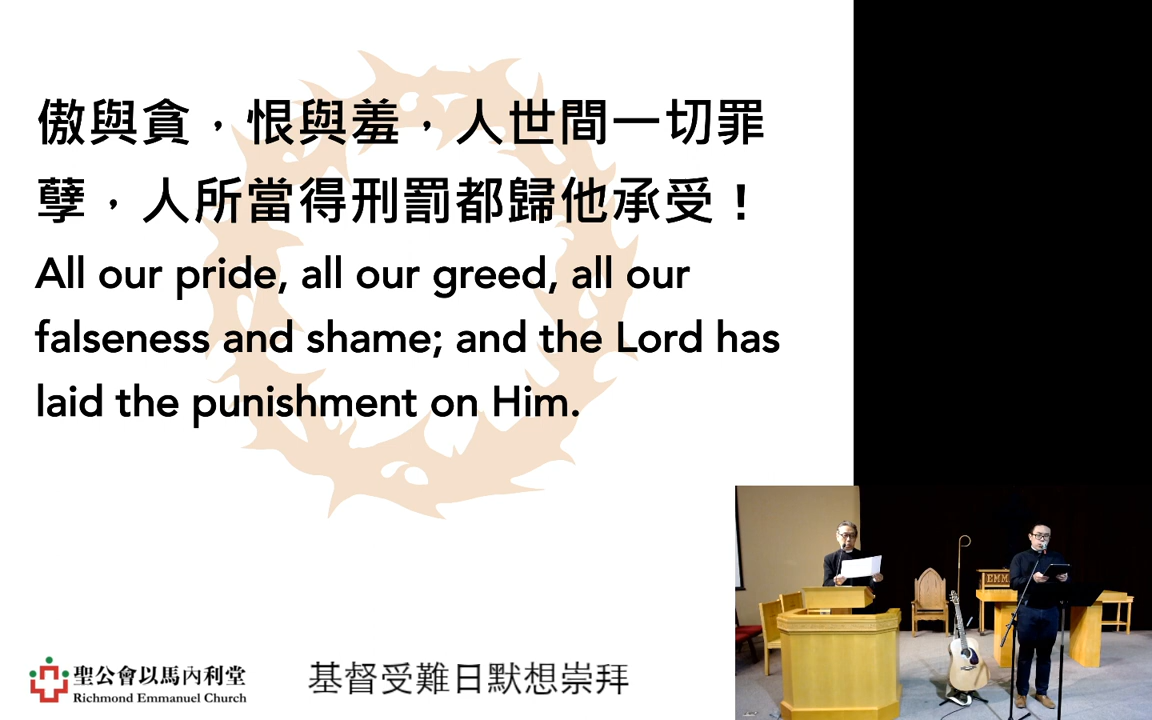 傲與貪，恨與羞，人世間一切罪
孽，人所當得刑罰都歸他承受！
All our pride, all our greed, all our
falseness and shame; and the Lord has
laid the punishment on Him.
聖公會以馬內利堂
Richmond Emmanuel Church
基督受難日默想崇拜
EMM